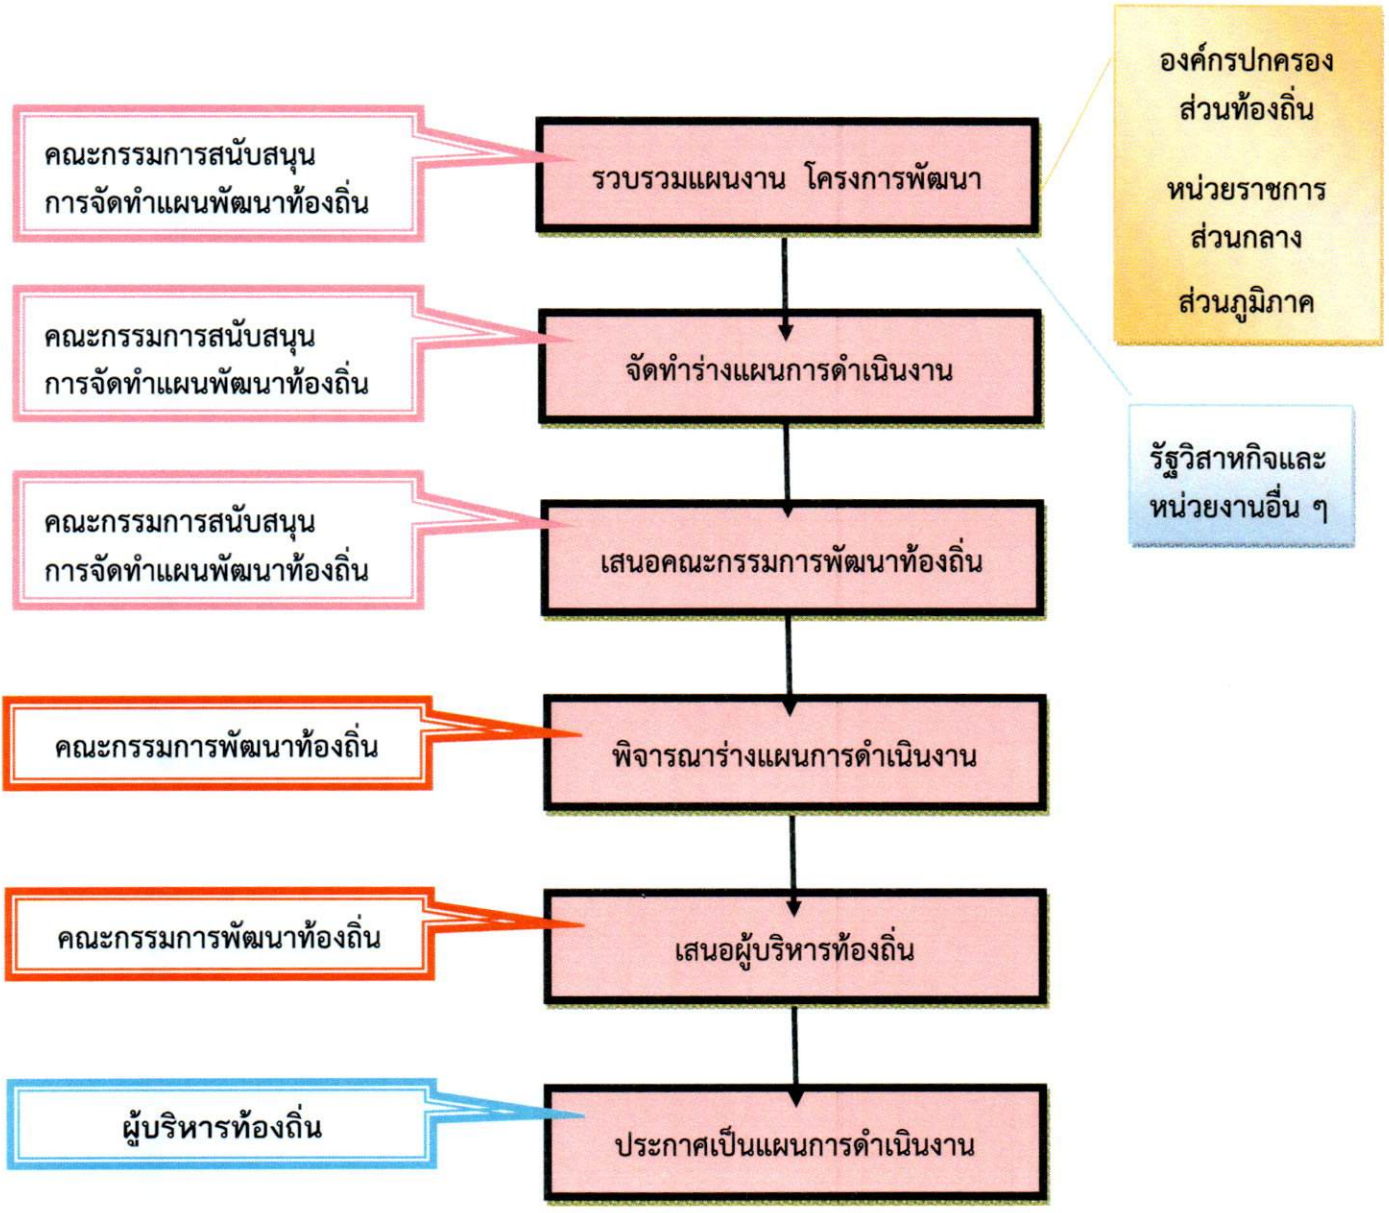 องค์กรปกครอง
ส่วนท้องถิ่น
หน่วยราชการ
ส่วนกลาง
ส่วนภูมิภาค
คณะกรรมการสนับสนุน
การจัดทำแผนพัฒนาท้องถิ่น
รวบรวมแผนงาน โครงการพัฒนา
คณะกรรมการสนับสนุน
การจัดทำแผนพัฒนาท้องถิ่น
จัดทำร่างแผนการดำเนินงาน
รัฐวิสาหกิจและ
หน่วยงานอื่น ๆ
คณะกรรมการสนับสนุน
การจัดทำแผนพัฒนาท้องถิ่น
เสนอคณะกรรมการพัฒนาท้องถิ่น
คณะกรรมการพัฒนาท้องถิ่น
พิจารณาร่างแผนการดำเนินงาน
คณะกรรมการพัฒนาท้องถิ่น
เสนอผู้บริหารท้องถิ่น
ผู้บริหารท้องถิ่น
ประกาศเป็นแผนการดำเนินงาน